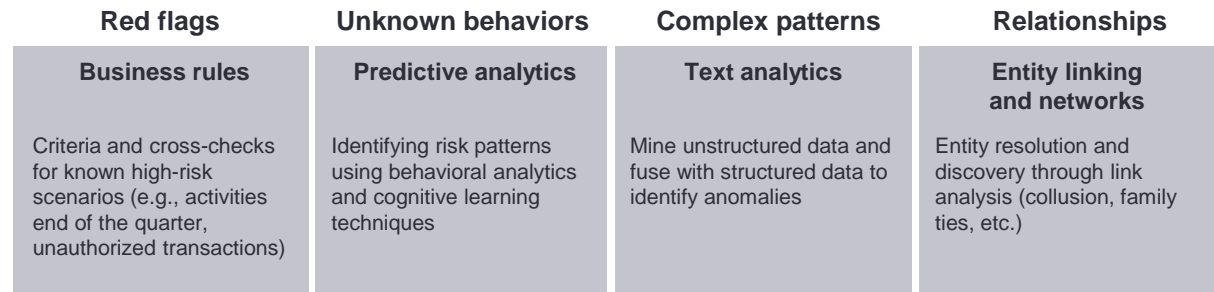 Red flags
Unknown behaviors
Complex patterns
Relationships
Business rules
Criteria and cross-checks
for known high-risk
scenarios (e.g., activities
end of the quarter,
unauthorized transactions)
Predictive analytics
Identifying risk patterns
using behavioral analytics
and cognitive learning
techniques
Text analytics
Mine unstructured data and
fuse with structured data to
identify anomalies
Entity linking
and networks
Entity resolution and
discovery through link
analysis (collusion, family
ties, etc.)